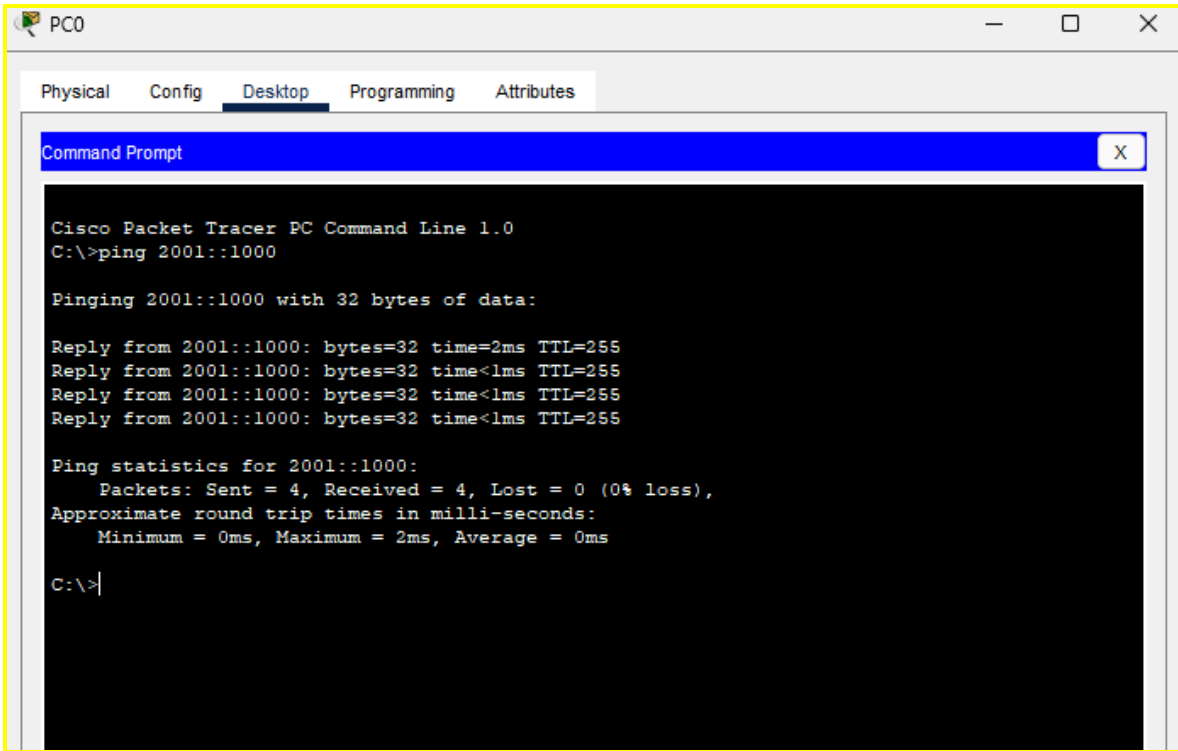 PC0
Physical Config Desktop Programming Attributes
Command Prompt X
Cisco Packet Tracer PC Command Line 1.0
C:\>ping 2001::1000
Pinging 2001::1000 with 32 bytes of data:
Reply from 2001::1000: bytes=32 time=2ms TTL=255
Reply from 2001::1000: bytes=32 time<1ms TTL=255
Reply from 2001::1000: bytes=32 time<1ms TTL=255
Reply from 2001::1000: bytes=32 time<1ms TTL=255
Ping statistics for 2001::1000:
    Packets: Sent = 4, Received = 4, Lost = 0 (0% loss),
Approximate round trip times in milli-seconds:
    Minimum = 0ms, Maximum = 2ms, Average = 0ms
C:\>